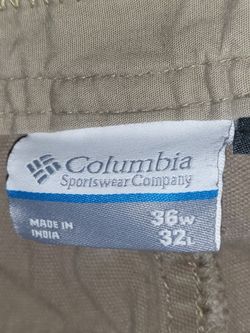 Columbia
Sportswear Company
MADE IN
INDIA
36W
32L